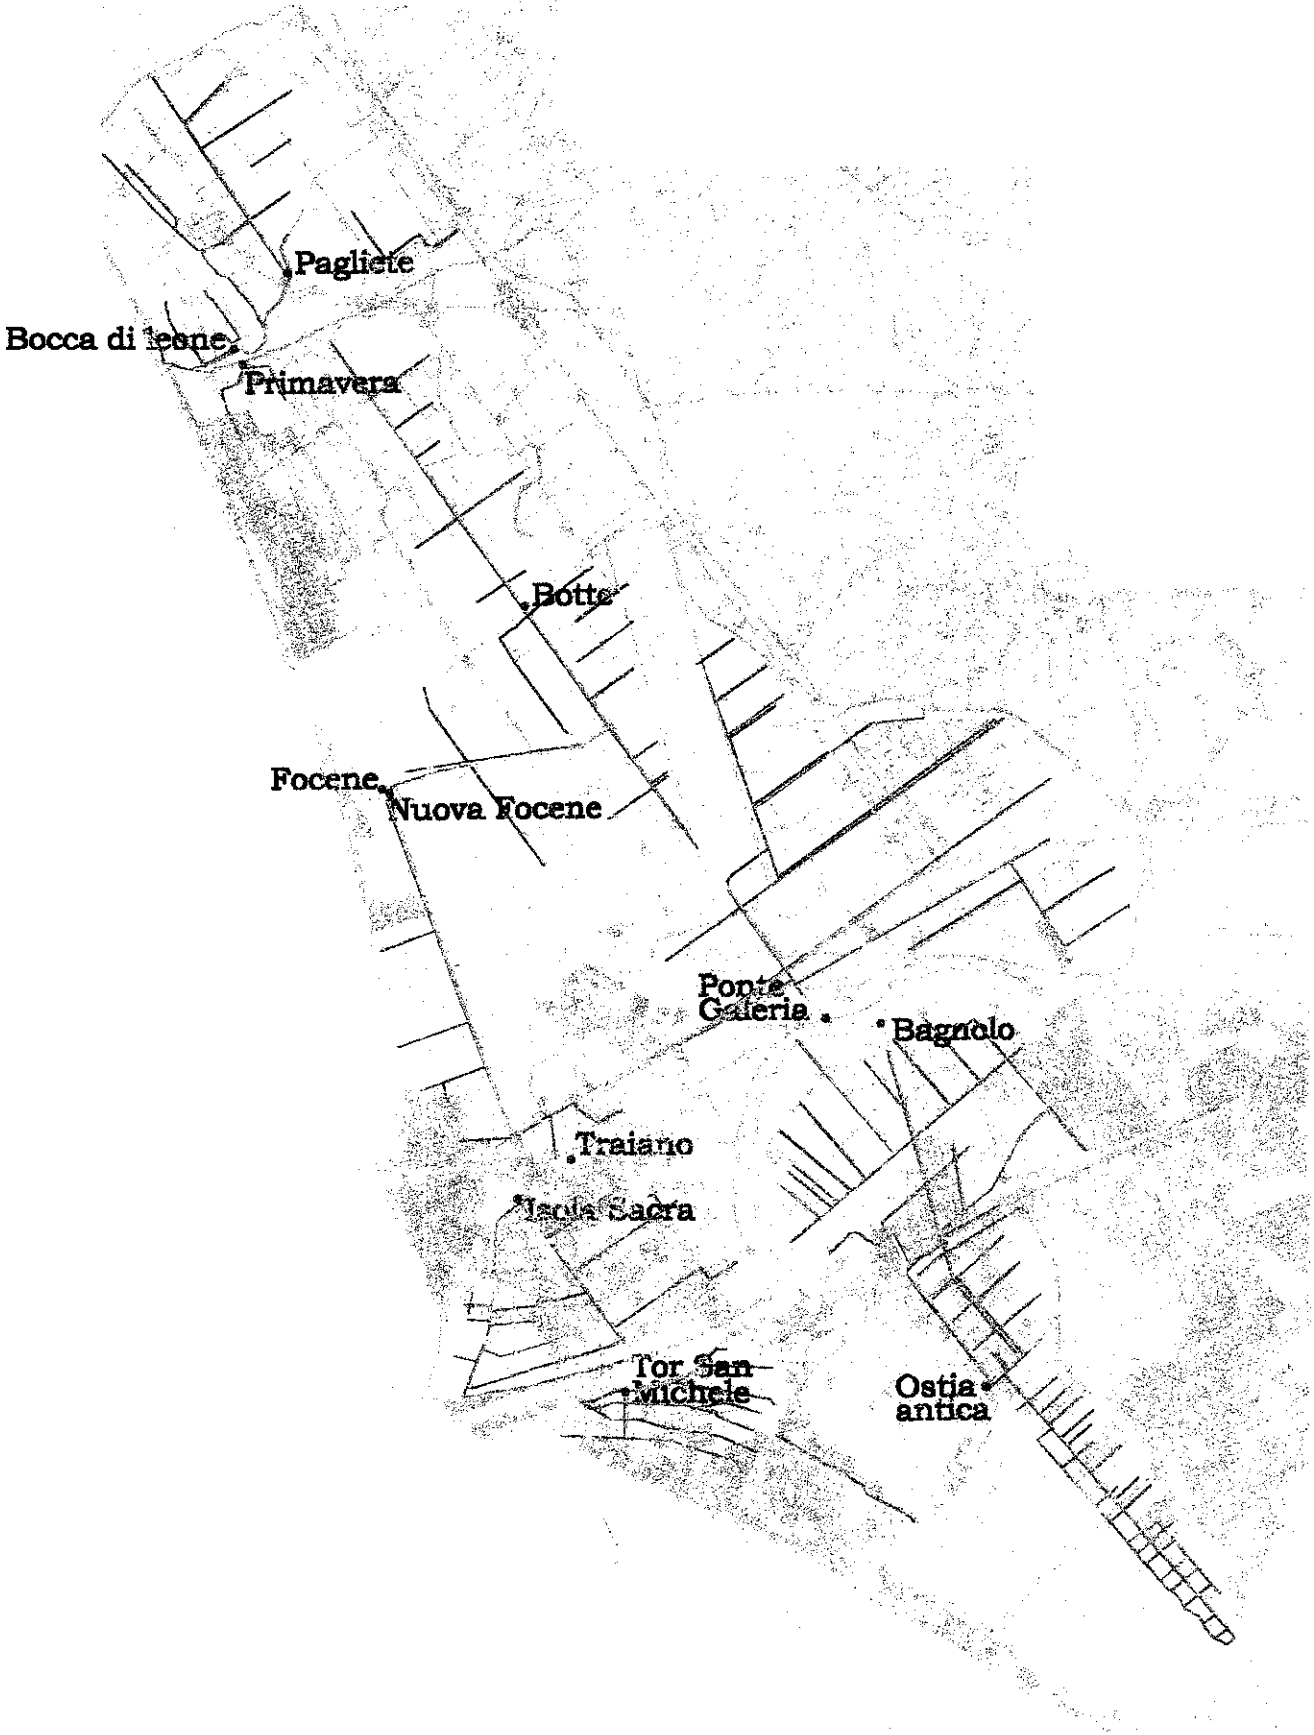 Pagliete
Bocca di leone
Primavera
Botte
Focene
Nuova Focene
Ponte
Galeria
Bagnolo
Traiano
Isola Sacra
Tor San
Michele
Ostia
antica